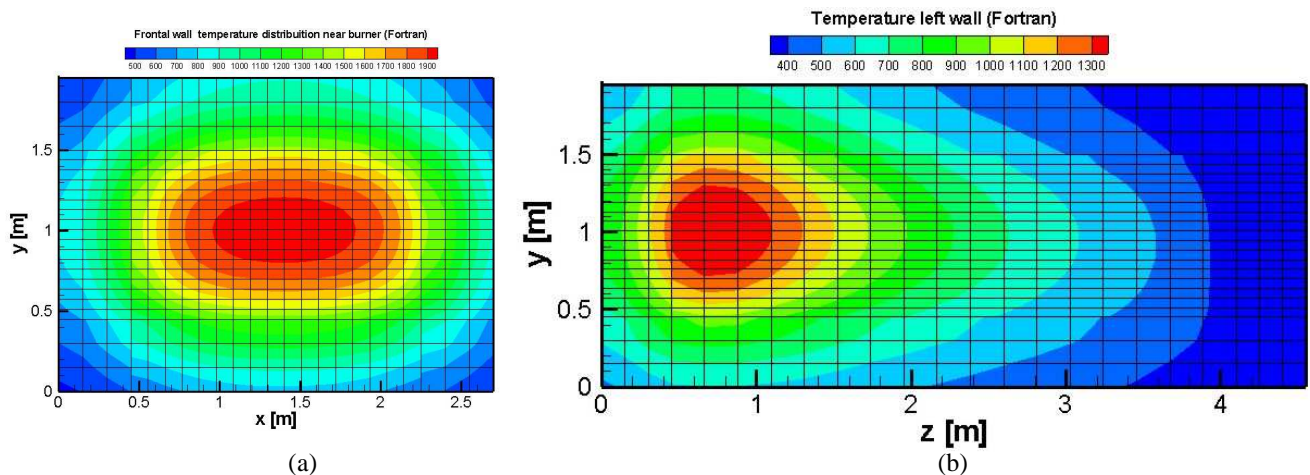 Frontal wall temperature distribuition near burner (Fortran)
500 600 700 800 900 1000 1100 1200 1300 1400 1500 1600 1700 1800 1900
y [m]
1.5
1
0.5
0
0 0.5 1 1.5 2 2.5
x [m]
(a)
Temperature left wall (Fortran)
400 500 600 700 800 900 1000 1100 1200 1300
y [m]
1.5
1
0.5
0
0 1 2 3 4
z [m]
(b)